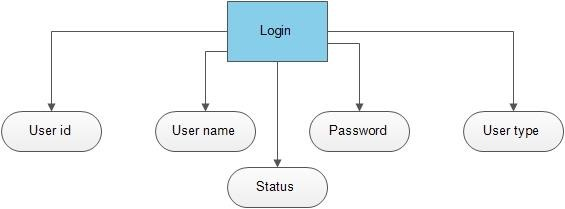 Login
User id
User name
Password
User type
Status